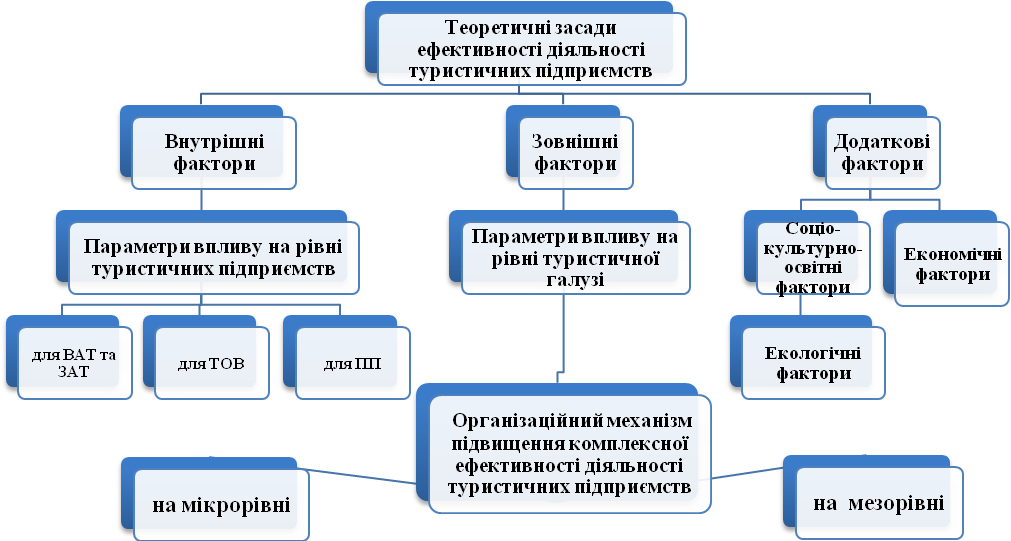 Теоретичні засади
ефективності діяльності
туристичних підприємств
Внутрішні
фактори
Зовнішні
фактори
Додаткові
фактори
Параметри впливу на рівні
туристичних підприємств
Параметри впливу на
рівні туристичної
галузі
Соціо-
культурно-
освітні
фактори
Економічні
фактори
для ВАТ та
ЗАТ
для ТОВ
для ПП
Екологічні
фактори
Організаційний механізм
підвищення комплексної
ефективності діяльності
туристичних підприємств
на мікрорівні
на мезорівні